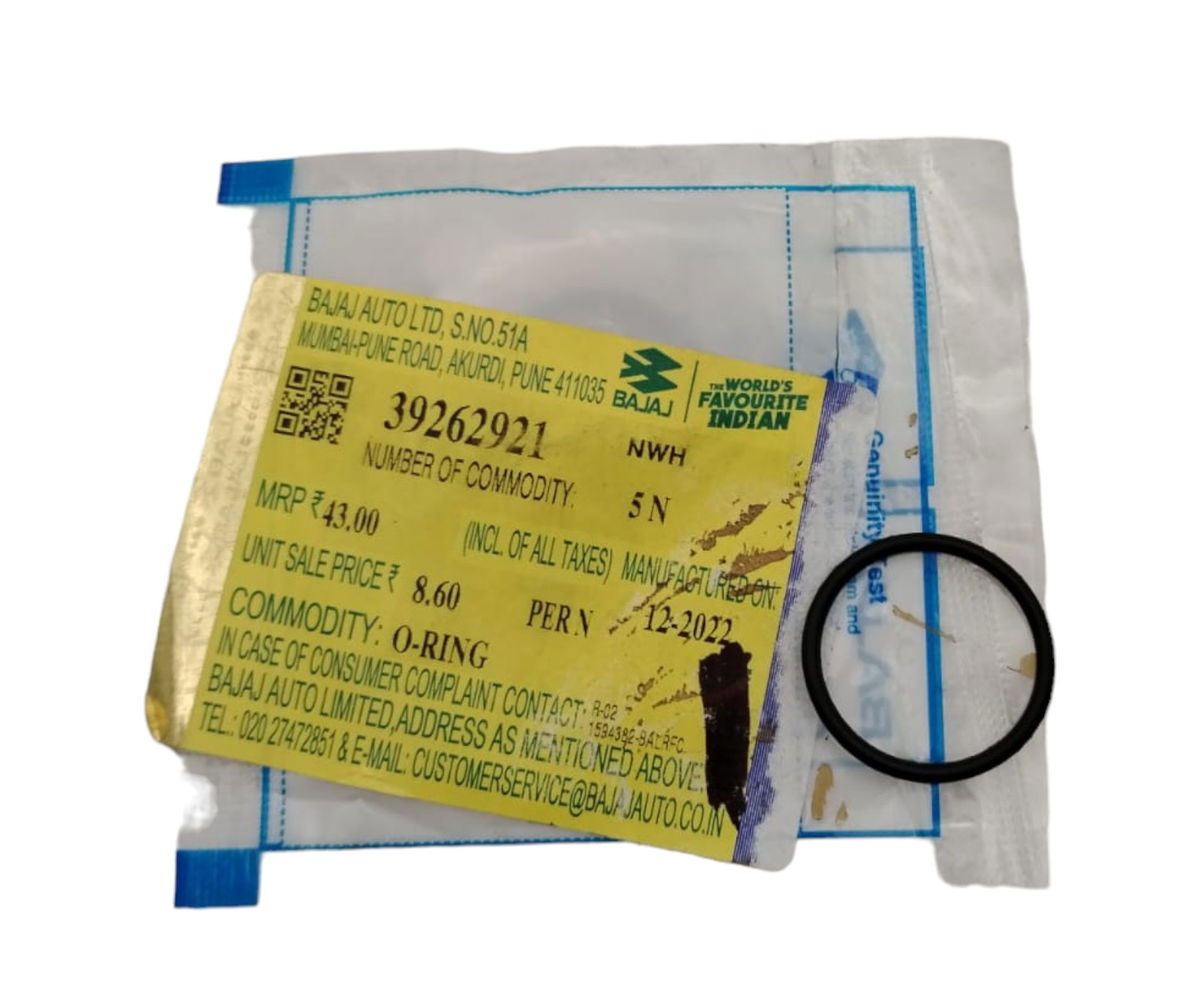 BAJAJ AUTO LTD, S.NO.51A
MUMBAI-PUNE ROAD, AKURDI, PUNE 411035
BAJAJ
THE WORLD'S
FAVOURITE
INDIAN
39262921
NWH
NUMBER OF COMMODITY:
5 N
MRP ₹43.00
(INCL. OF ALL TAXES) MANUFACTURED ON:
UNIT SALE PRICE ₹ 8.60
PER N
12-2022
COMMODITY: O-RING
IN CASE OF CONSUMER COMPLAINT CONTACT:
R-02
BAJAJ AUTO LIMITED,ADDRESS AS MENTIONED ABOVE.
TEL.: 020 27472851 & E-MAIL: CUSTOMERSERVICE@BAJAJAUTO.CO.IN
Genuinity Test
and